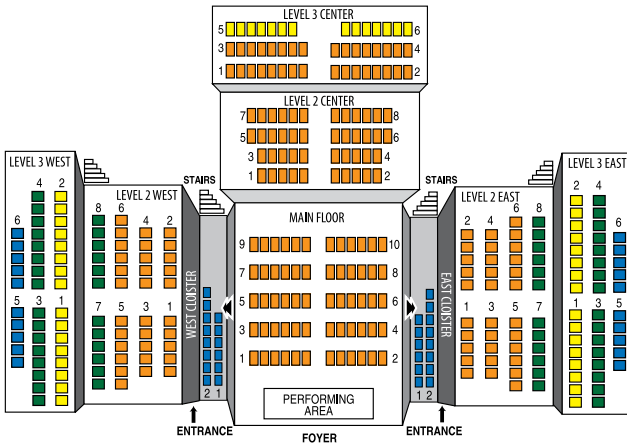 LEVEL 3 CENTER
5 6
3 4
1 2
LEVEL 2 CENTER
7 8
5 6
3 4
1 2
LEVEL 3 WEST
4 2
6
5 3 1
STAIRS
LEVEL 2 WEST
8 6 4 2
7 5 3 1
WEST CLOISTER
2 1
MAIN FLOOR
9 10
7 8
5 6
3 4
1 2
PERFORMING
AREA
STAIRS
EAST CLOISTER
1 2
LEVEL 2 EAST
2 4 6 8
1 3 5 7
LEVEL 3 EAST
2 4 6
1 3 5
ENTRANCE
FOYER
ENTRANCE